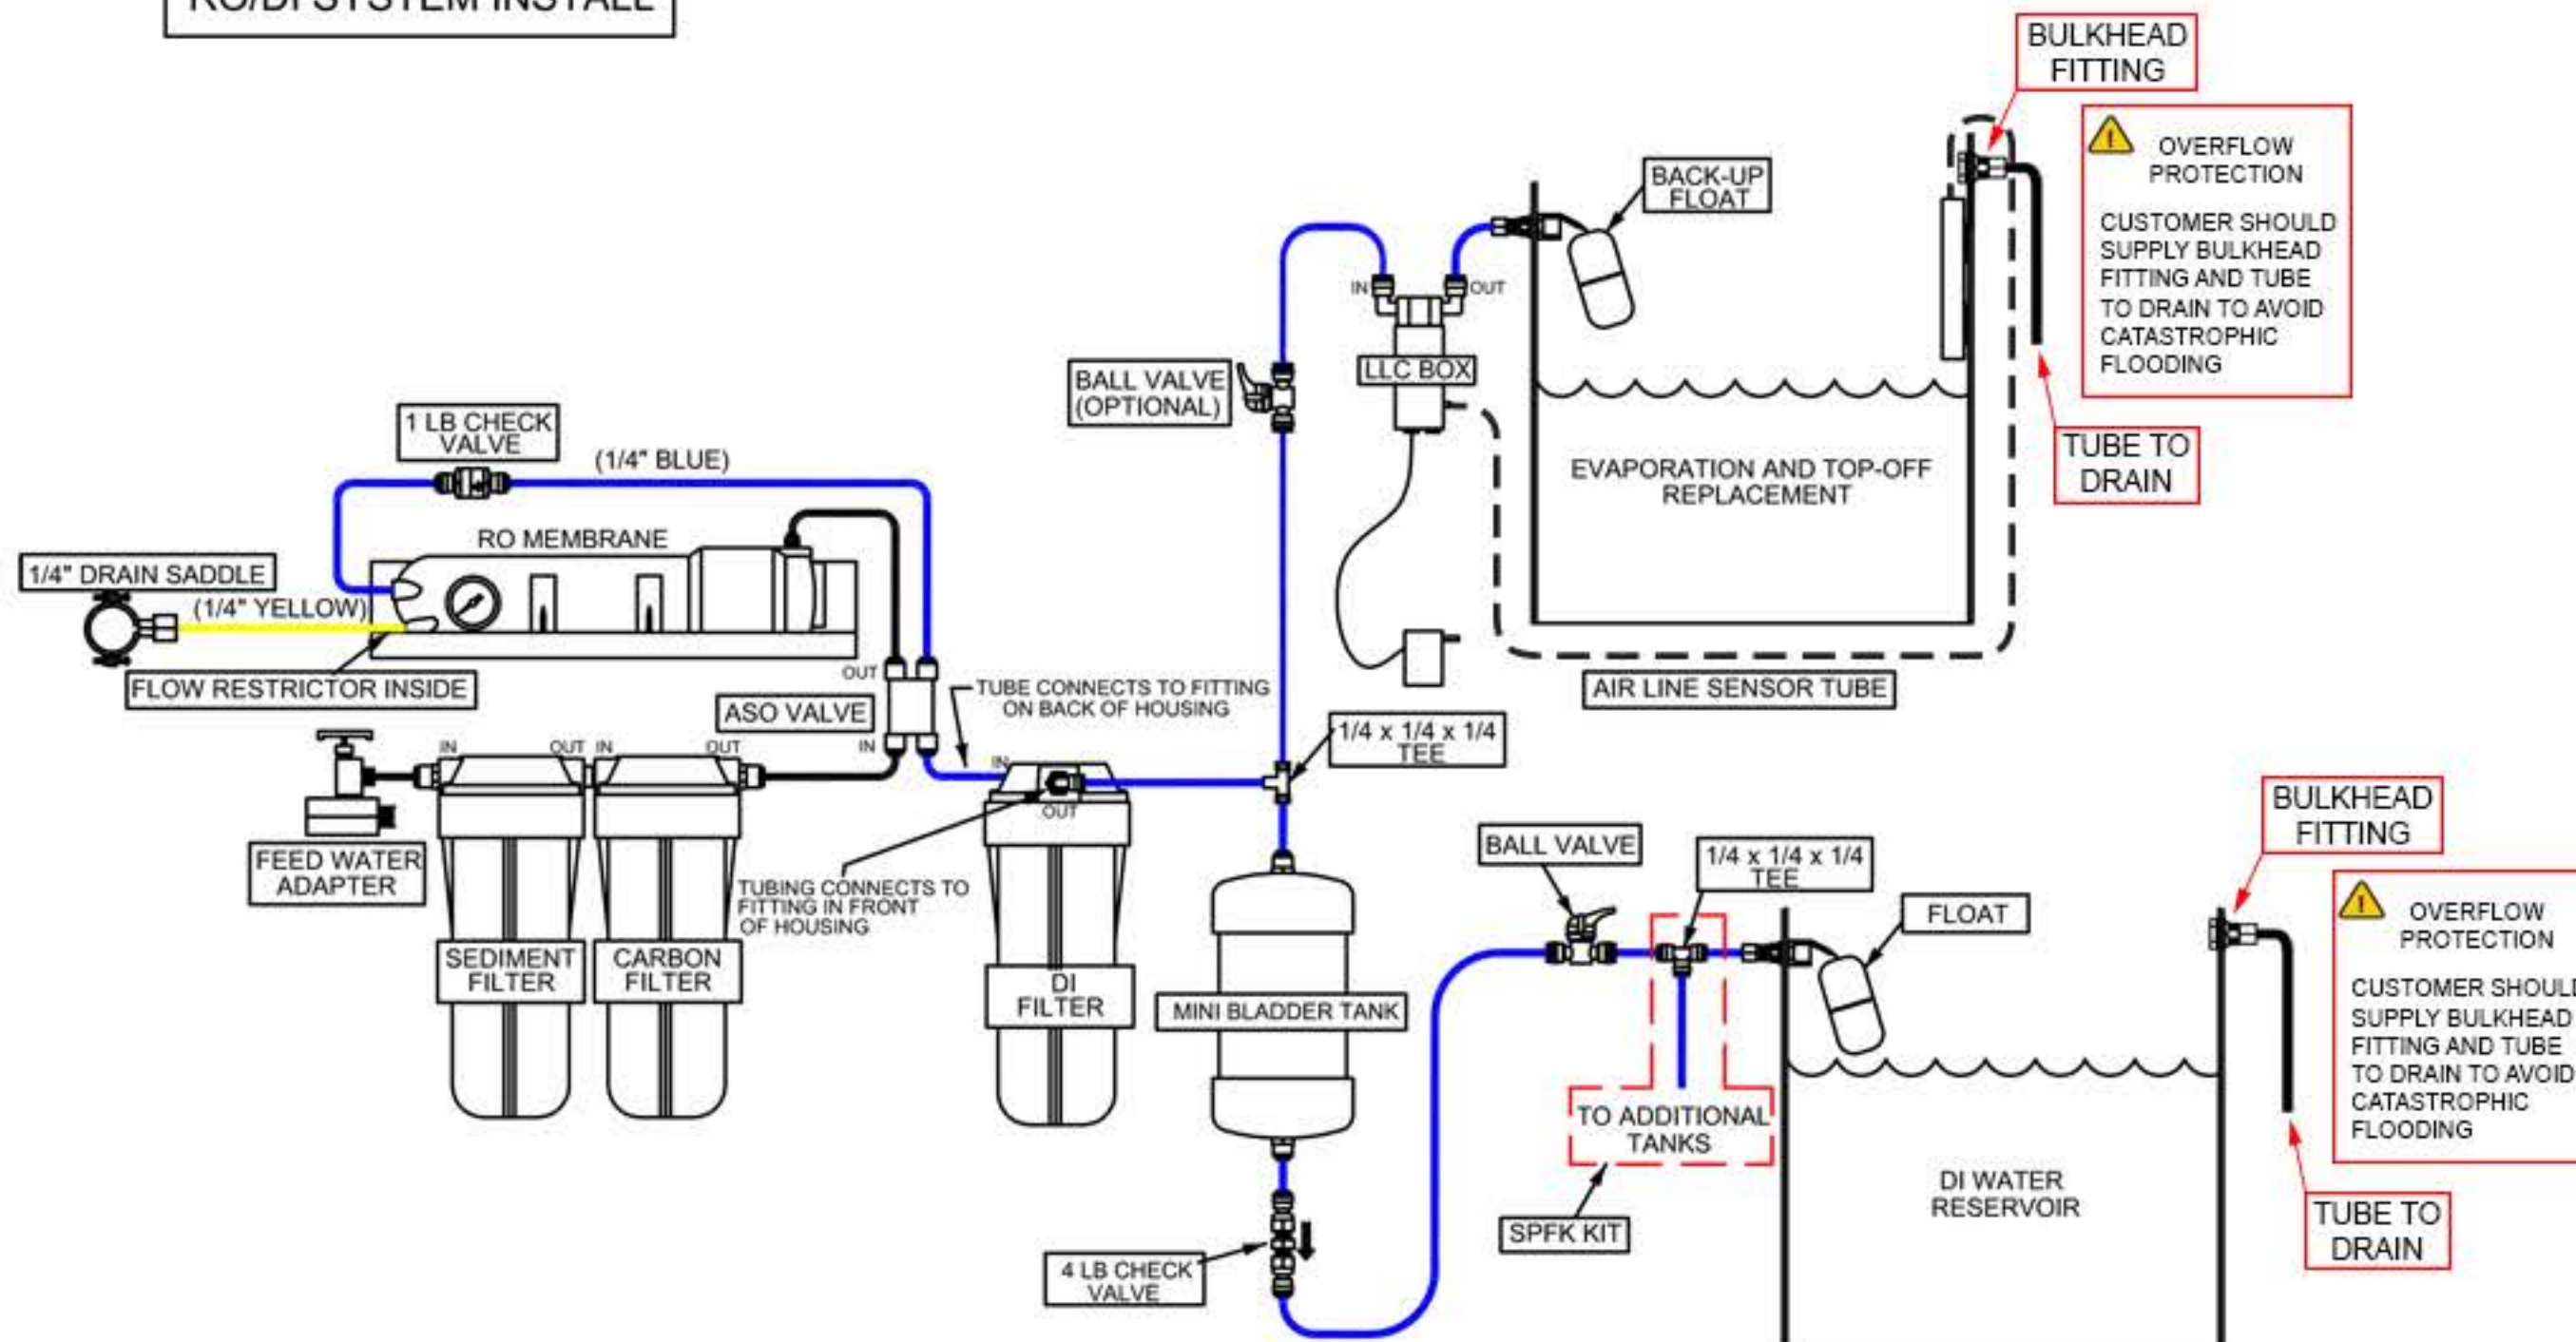 RO/DI SYSTEM INSTALL
BULKHEAD
FITTING
OVERFLOW
PROTECTION
CUSTOMER SHOULD
SUPPLY BULKHEAD
FITTING AND TUBE
TO DRAIN TO AVOID
CATASTROPHIC
FLOODING
TUBE TO
DRAIN
BACK-UP
FLOAT
IN
OUT
LLC BOX
BALL VALVE
(OPTIONAL)
EVAPORATION AND TOP-OFF
REPLACEMENT
AIR LINE SENSOR TUBE
1 LB CHECK
VALVE
(1/4" BLUE)
RO MEMBRANE
1/4" DRAIN SADDLE
(1/4" YELLOW)
FLOW RESTRICTOR INSIDE
OUT
ASO VALVE
IN
TUBE CONNECTS TO FITTING
ON BACK OF HOUSING
1/4 x 1/4 x 1/4
TEE
IN
OUT
IN
OUT
FEED WATER
ADAPTER
SEDIMENT
FILTER
CARBON
FILTER
IN
OUT
TUBING CONNECTS TO
FITTING IN FRONT
OF HOUSING
DI
FILTER
MINI BLADDER TANK
4 LB CHECK
VALVE
BALL VALVE
1/4 x 1/4 x 1/4
TEE
FLOAT
TO ADDITIONAL
TANKS
SPFK KIT
DI WATER
RESERVOIR
BULKHEAD
FITTING
OVERFLOW
PROTECTION
CUSTOMER SHOULD
SUPPLY BULKHEAD
FITTING AND TUBE
TO DRAIN TO AVOID
CATASTROPHIC
FLOODING
TUBE TO
DRAIN